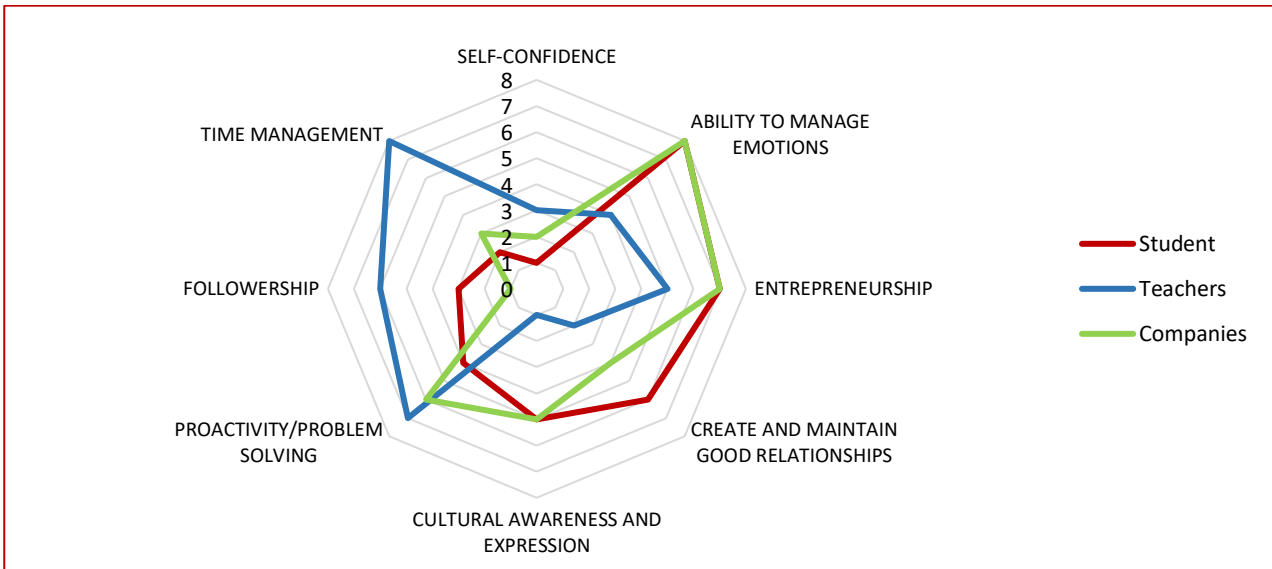 SELF-CONFIDENCE
8
7
6
5
4
3
2
1
0
ABILITY TO MANAGE
EMOTIONS
ENTREPRENEURSHIP
CREATE AND MAINTAIN
GOOD RELATIONSHIPS
CULTURAL AWARENESS AND
EXPRESSION
PROACTIVITY/PROBLEM
SOLVING
FOLLOWERSHIP
TIME MANAGEMENT
Student
Teachers
Companies